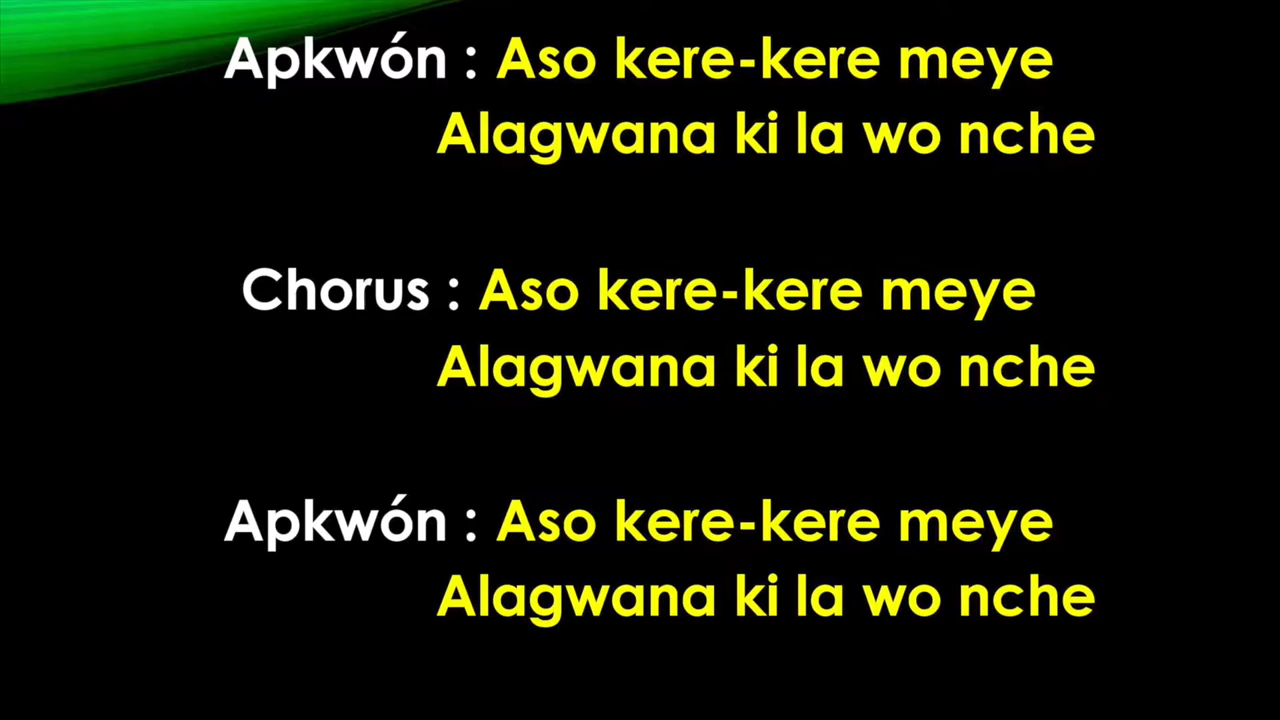 Apkwón : Aso kere-kere meye
Alagwana ki la wo nche
Chorus : Aso kere-kere meye
Alagwana ki la wo nche
Apkwón : Aso kere-kere meye
Alagwana ki la wo nche